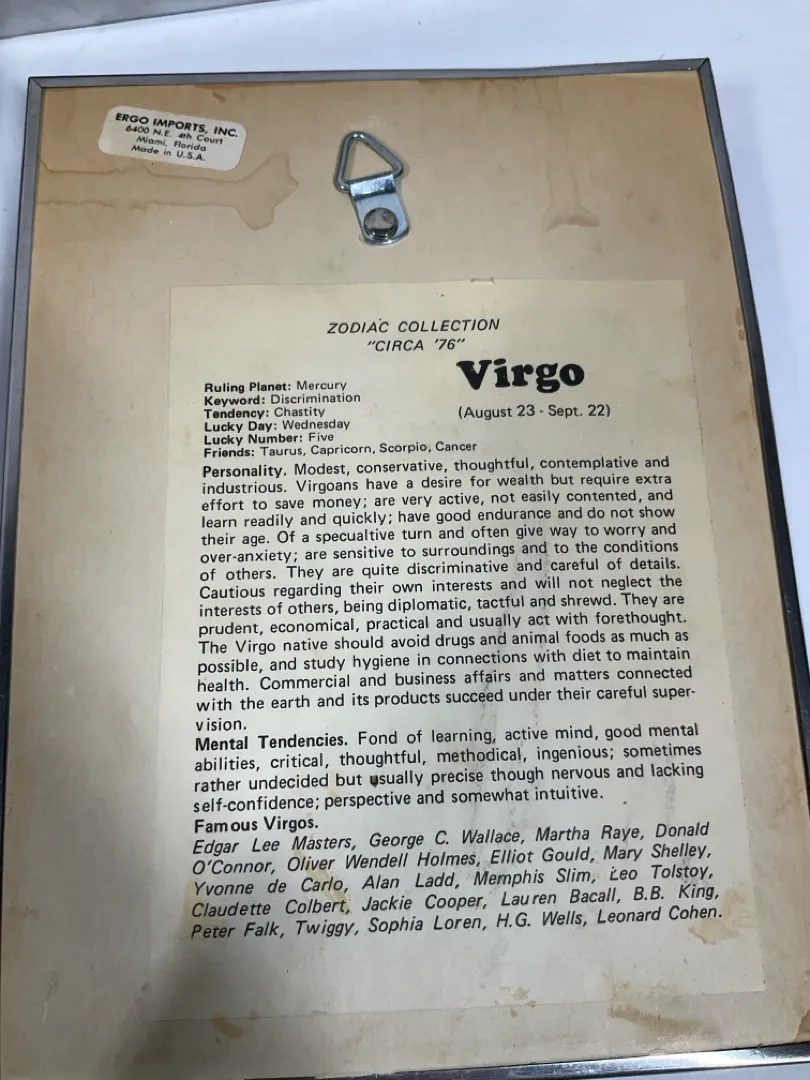 ERGO IMPORTS, INC.
6400 N.E. 4th Court
Miami, Florida
Made in U.S.A.
ZODIAC COLLECTION
"CIRCA '76"
Virgo
(August 23 - Sept. 22)
Ruling Planet: Mercury
Keyword: Discrimination
Tendency: Chastity
Lucky Day: Wednesday
Lucky Number: Five
Friends: Taurus, Capricorn, Scorpio, Cancer
Personality. Modest, conservative, thoughtful, contemplative and
industrious. Virgoans have a desire for wealth but require extra
effort to save money; are very active, not easily contented, and
learn readily and quickly; have good endurance and do not show
their age. Of a specualtive turn and often give way to worry and
over-anxiety; are sensitive to surroundings and to the conditions
of others. They are quite discriminative and careful of details.
Cautious regarding their own interests and will not neglect the
interests of others, being diplomatic, tactful and shrewd. They are
prudent, economical, practical and usually act with forethought.
The Virgo native should avoid drugs and animal foods as much as
possible, and study hygiene in connections with diet to maintain
health. Commercial and business affairs and matters connected
with the earth and its products succeed under their careful super-
vision.
Mental Tendencies. Fond of learning, active mind, good mental
abilities, critical, thoughtful, methodical, ingenious; sometimes
rather undecided but usually precise though nervous and lacking
self-confidence; perspective and somewhat intuitive.
Famous Virgos.
Edgar Lee Masters, George C. Wallace, Martha Raye, Donald
O'Connor, Oliver Wendell Holmes, Elliot Gould, Mary Shelley,
Yvonne de Carlo, Alan Ladd, Memphis Slim, Leo Tolstoy,
Claudette Colbert, Jackie Cooper, Lauren Bacall, B.B. King,
Peter Falk, Twiggy, Sophia Loren, H.G. Wells, Leonard Cohen.